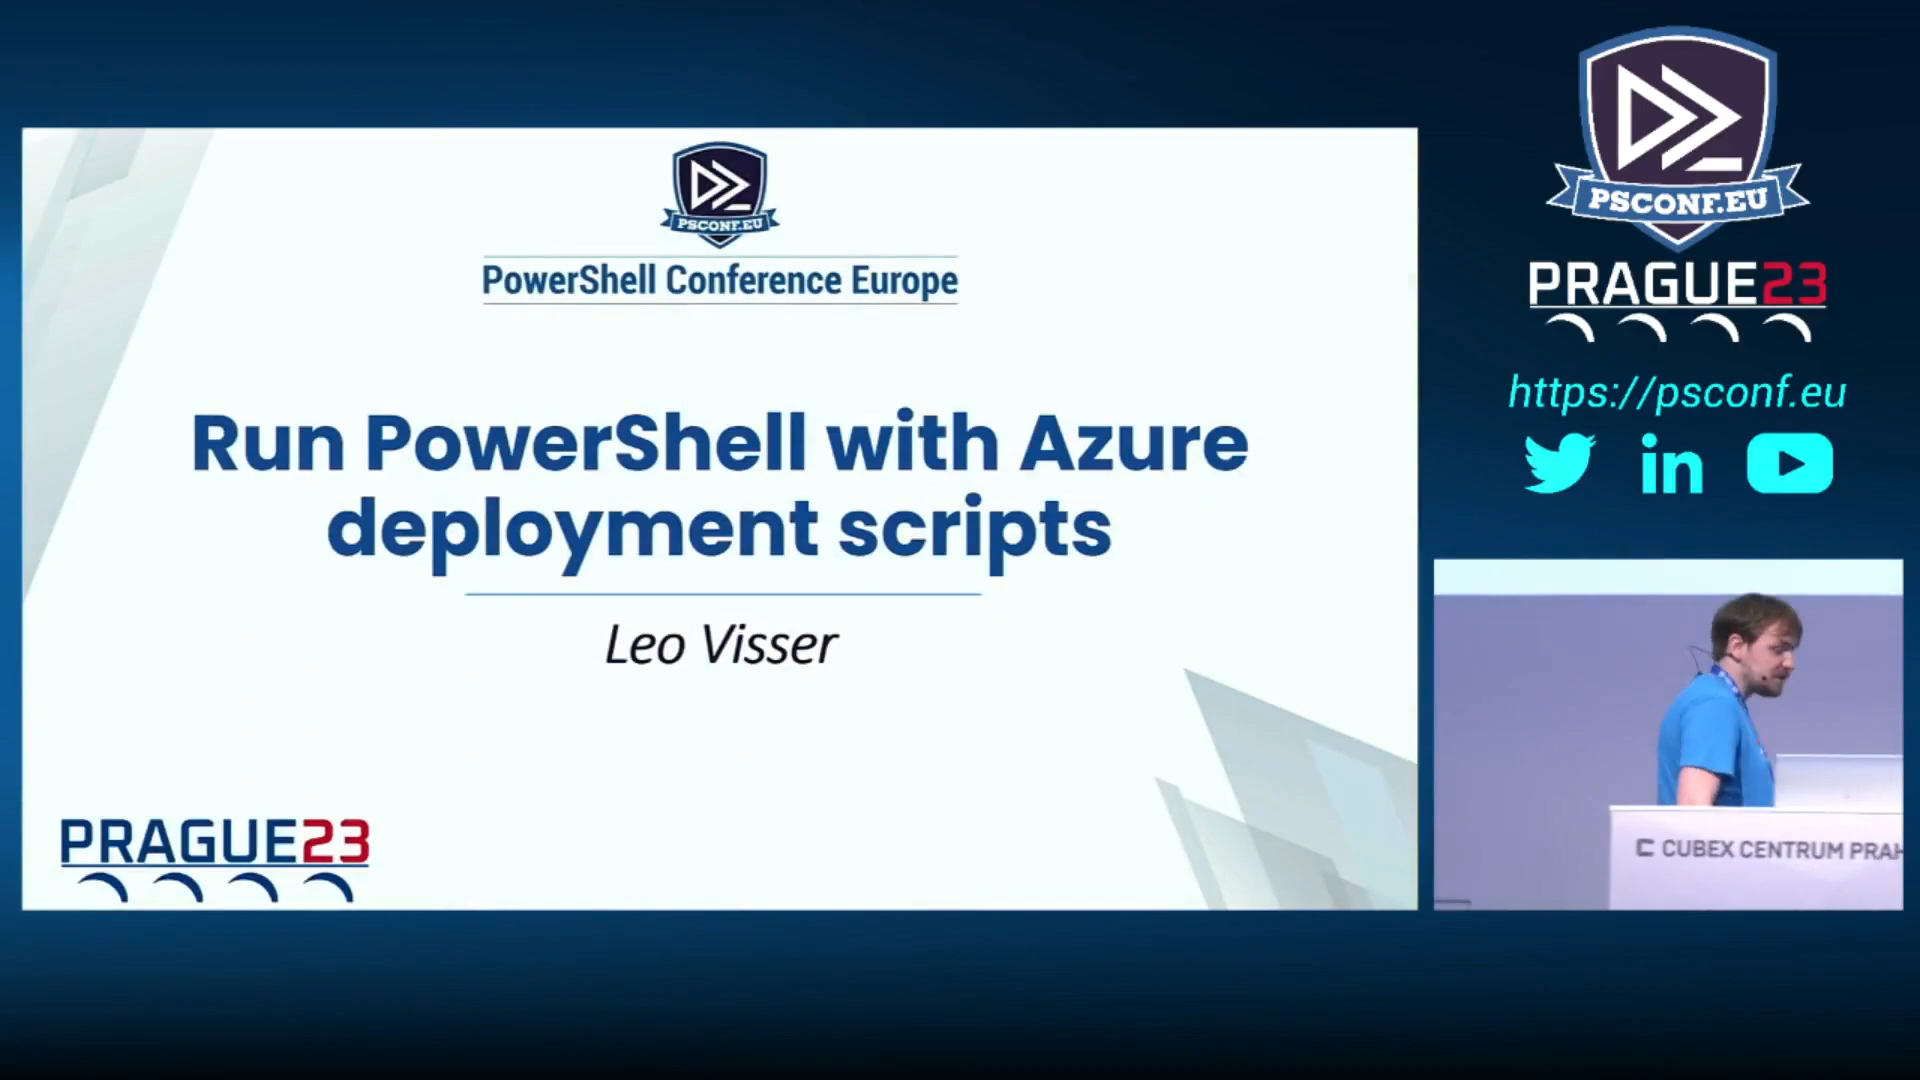 PSCONF.EU
PowerShell Conference Europe
Run PowerShell with Azure
deployment scripts
Leo Visser
PRAGUE23
PSCONF.EU
PRAGUE23
https://psconf.eu
in
CUBEX CENTRUM PRAH